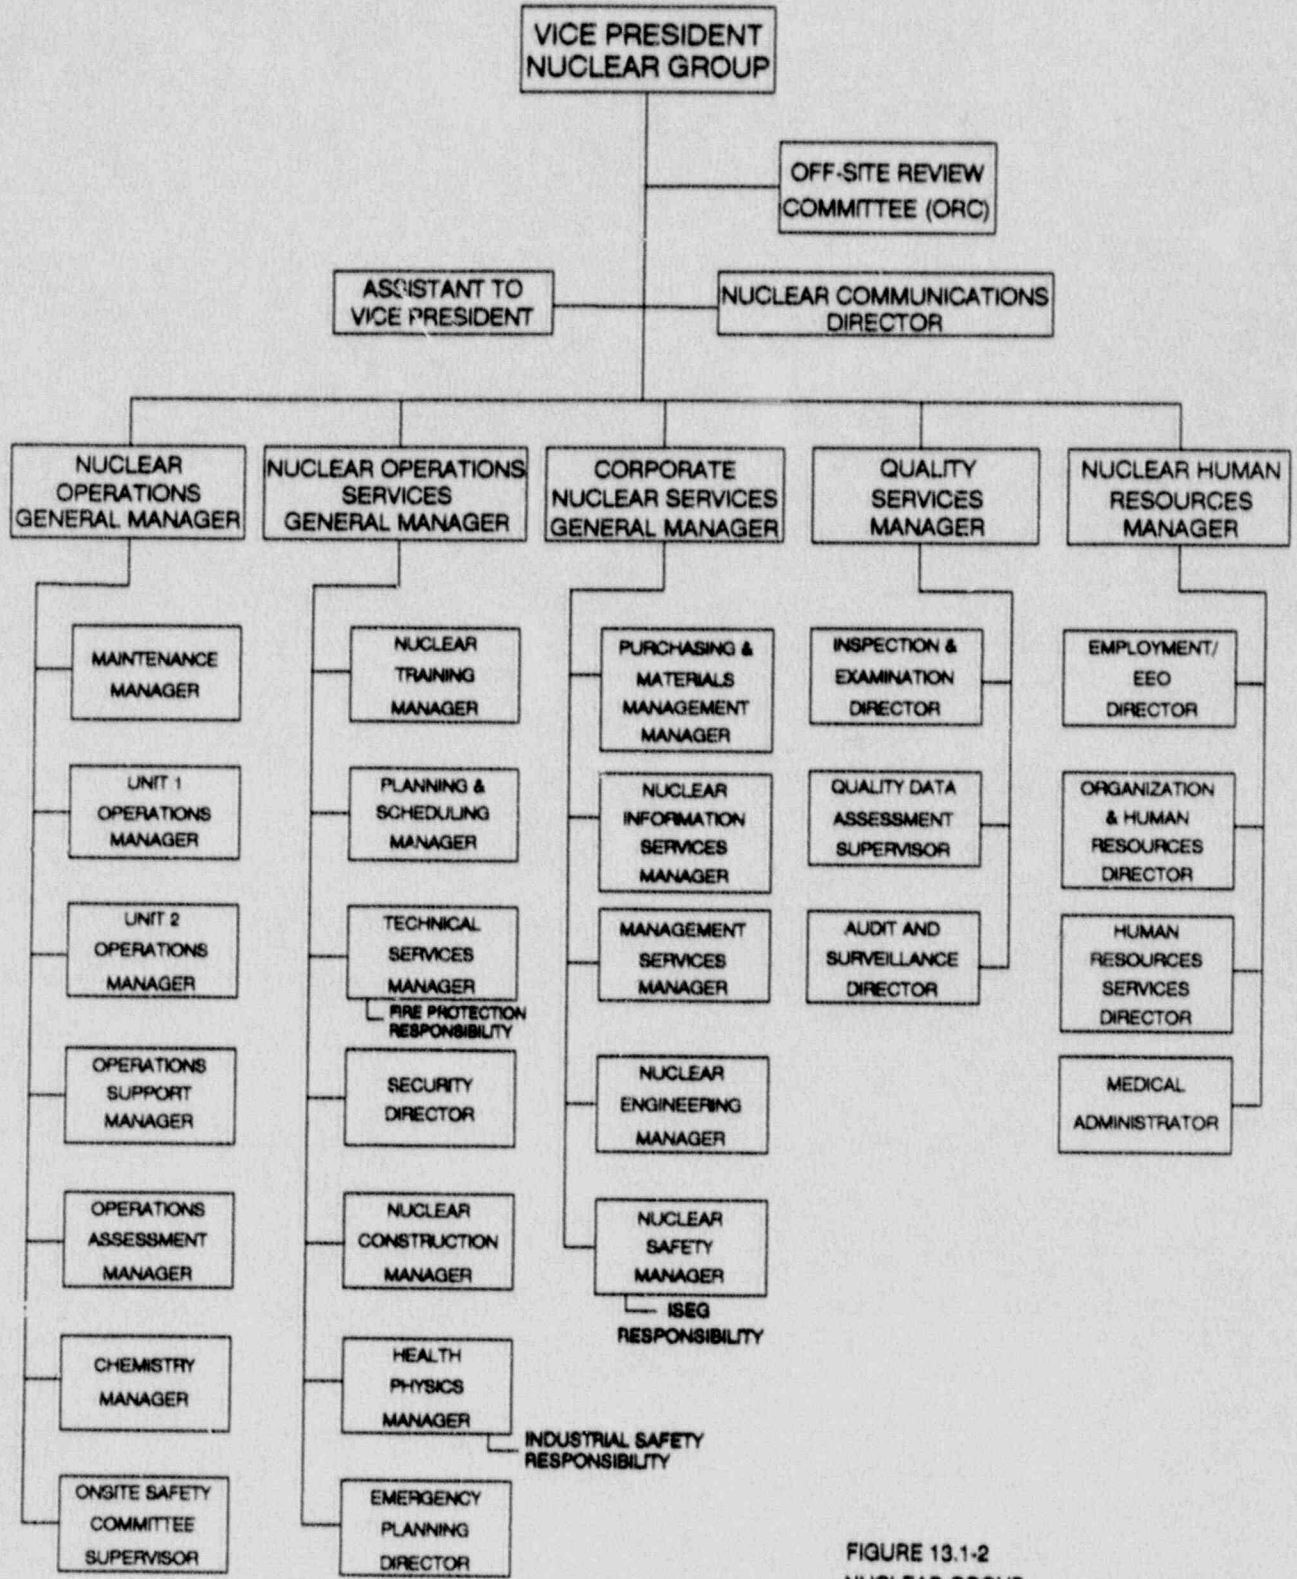 VICE PRESIDENT
NUCLEAR GROUP
OFF-SITE REVIEW
COMMITTEE (ORC)
ASSISTANT TO
VICE PRESIDENT
NUCLEAR COMMUNICATIONS
DIRECTOR
NUCLEAR
OPERATIONS
GENERAL MANAGER
NUCLEAR OPERATIONS
SERVICES
GENERAL MANAGER
CORPORATE
NUCLEAR SERVICES
GENERAL MANAGER
QUALITY
SERVICES
MANAGER
NUCLEAR HUMAN
RESOURCES
MANAGER
MAINTENANCE
MANAGER
UNIT 1
OPERATIONS
MANAGER
UNIT 2
OPERATIONS
MANAGER
OPERATIONS
SUPPORT
MANAGER
OPERATIONS
ASSESSMENT
MANAGER
CHEMISTRY
MANAGER
ONSITE SAFETY
COMMITTEE
SUPERVISOR
NUCLEAR
TRAINING
MANAGER
PLANNING &
SCHEDULING
MANAGER
TECHNICAL
SERVICES
MANAGER
FIRE PROTECTION
RESPONSIBILITY
SECURITY
DIRECTOR
NUCLEAR
CONSTRUCTION
MANAGER
HEALTH
PHYSICS
MANAGER
INDUSTRIAL SAFETY
RESPONSIBILITY
EMERGENCY
PLANNING
DIRECTOR
PURCHASING &
MATERIALS
MANAGEMENT
MANAGER
NUCLEAR
INFORMATION
SERVICES
MANAGER
MANAGEMENT
SERVICES
MANAGER
NUCLEAR
ENGINEERING
MANAGER
NUCLEAR
SAFETY
MANAGER
ISEG
RESPONSIBILITY
INSPECTION &
EXAMINATION
DIRECTOR
QUALITY DATA
ASSESSMENT
SUPERVISOR
AUDIT AND
SURVEILLANCE
DIRECTOR
EMPLOYMENT/
EEO
DIRECTOR
ORGANIZATION
& HUMAN
RESOURCES
DIRECTOR
HUMAN
RESOURCES
SERVICES
DIRECTOR
MEDICAL
ADMINISTRATOR
FIGURE 13.1-2
NUCLEAR GROUP